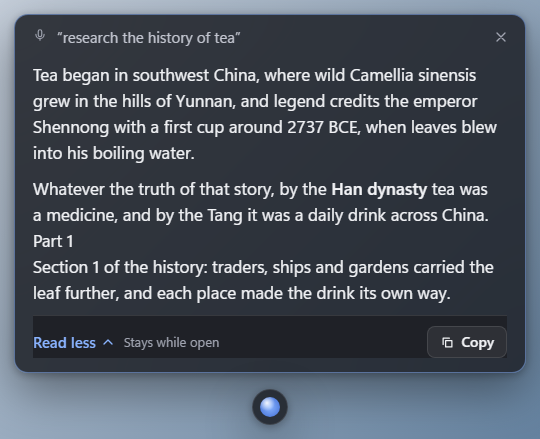 “research the history of tea”
Tea began in southwest China, where wild Camellia sinensis
grew in the hills of Yunnan, and legend credits the emperor
Shennong with a first cup around 2737 BCE, when leaves blew
into his boiling water.
Whatever the truth of that story, by the Han dynasty tea was
a medicine, and by the Tang it was a daily drink across China.
Part 1
Section 1 of the history: traders, ships and gardens carried the
leaf further, and each place made the drink its own way.
Read less Stays while open Copy